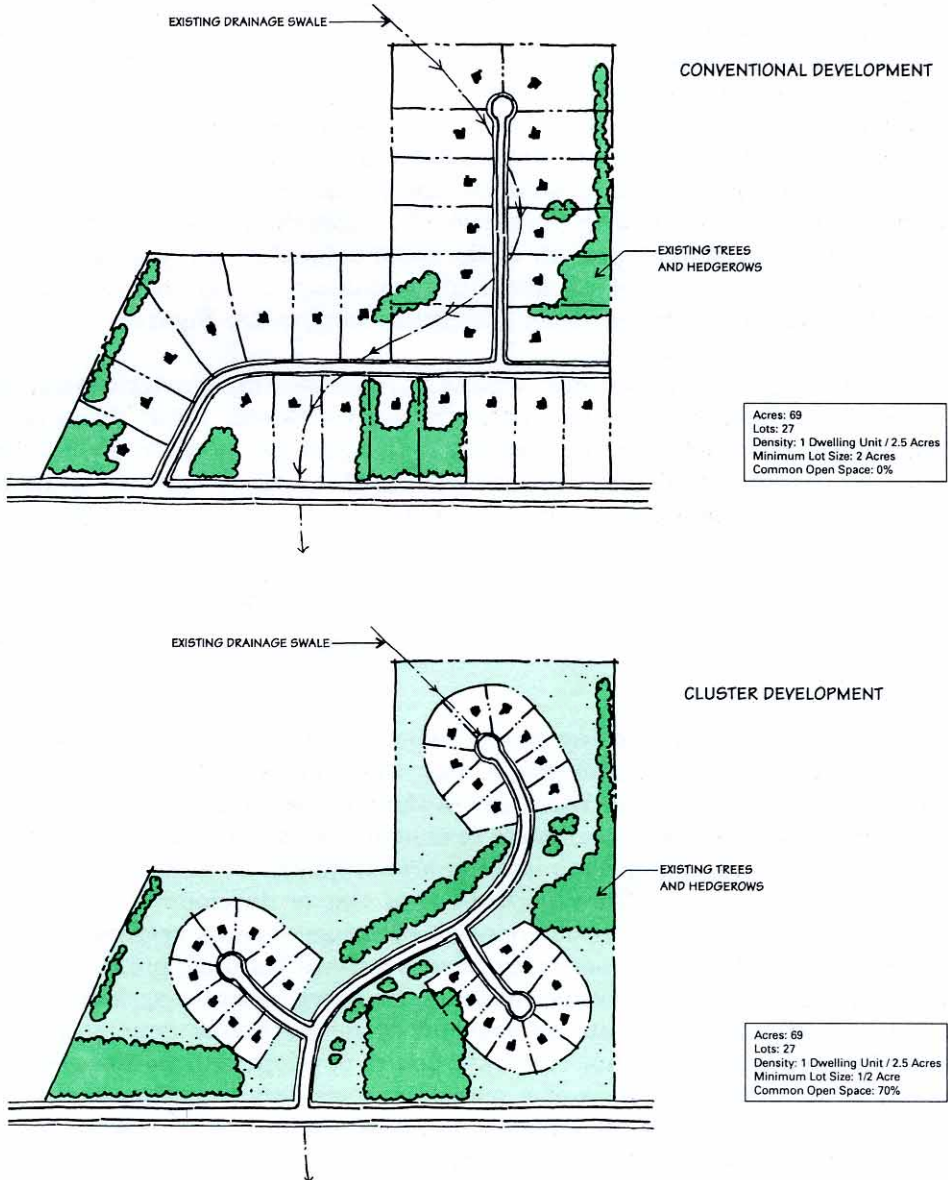 EXISTING DRAINAGE SWALE
CONVENTIONAL DEVELOPMENT
EXISTING TREES
AND HEDGEROWS
Acres: 69
Lots: 27
Density: 1 Dwelling Unit / 2.5 Acres
Minimum Lot Size: 2 Acres
Common Open Space: 0%
EXISTING DRAINAGE SWALE
CLUSTER DEVELOPMENT
EXISTING TREES
AND HEDGEROWS
Acres: 69
Lots: 27
Density: 1 Dwelling Unit / 2.5 Acres
Minimum Lot Size: 1/2 Acre
Common Open Space: 70%